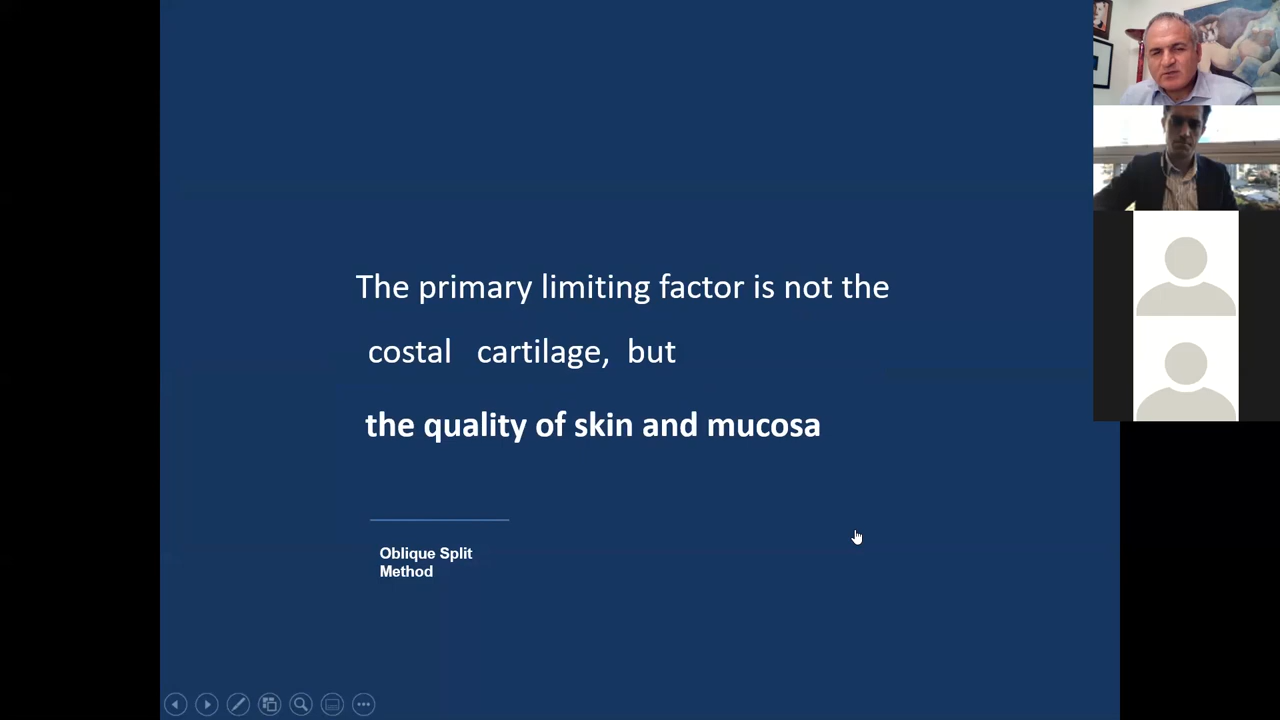 The primary limiting factor is not the
costal cartilage, but
the quality of skin and mucosa
Oblique Split
Method